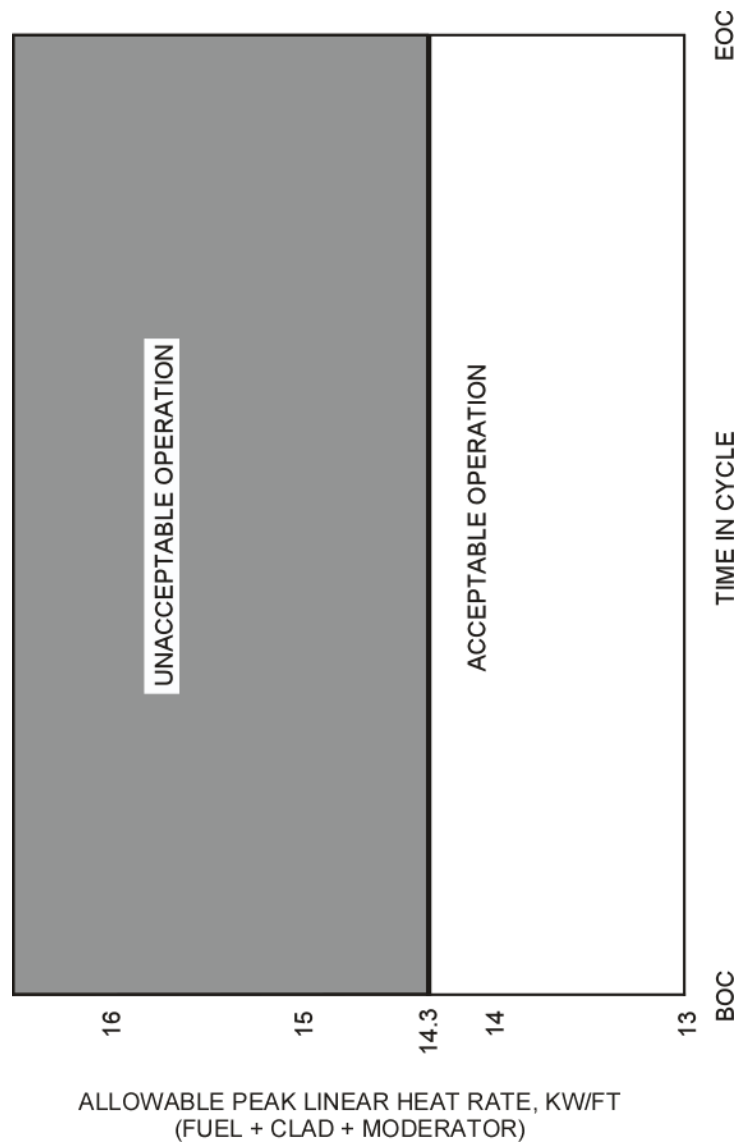 ALLOWABLE PEAK LINEAR HEAT RATE, KW/FT
(FUEL + CLAD + MODERATOR)
16
15
14.3
14
13
UNACCEPTABLE OPERATION
ACCEPTABLE OPERATION
BOC
TIME IN CYCLE
EOC